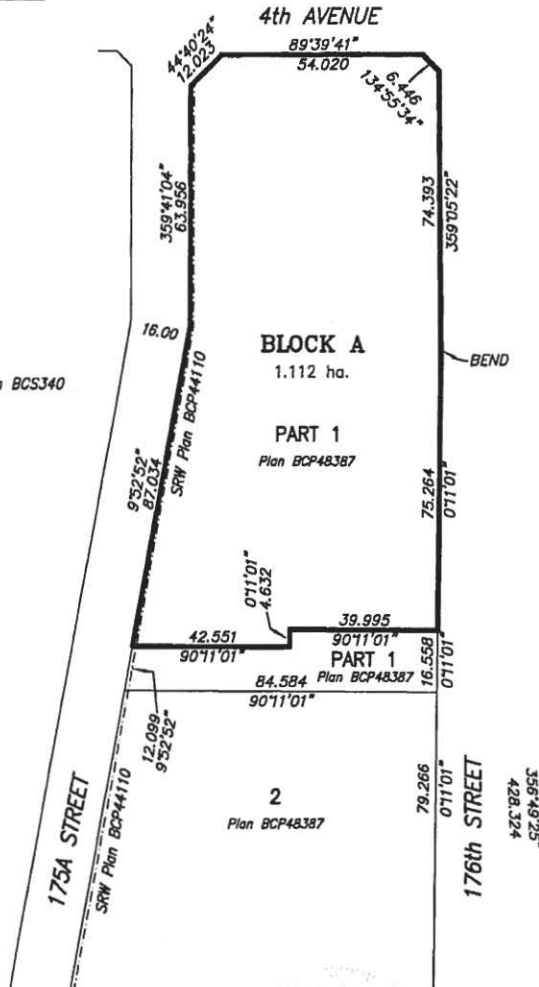 4th AVENUE
44°40'24"
12.023
89°39'41"
54.020
6.446
134°55'34"
359°41'04"
63.956
74.393
359°05'22"
16.00
BLOCK A
1.112 ha.
BEND
BCS340
SRW Plan BCP44110
PART 1
Plan BCP48387
9°52'52"
87.034
75.264
0°11'01"
0°11'01"
4.632
39.995
90°11'01"
42.551
90°11'01"
PART 1
Plan BCP48387
16.558
0°11'01"
84.584
90°11'01"
12.099
9°52'52"
2
Plan BCP48387
79.266
0°11'01"
175A STREET
SRW Plan BCP44110
176th STREET
356°49'25"
428.324